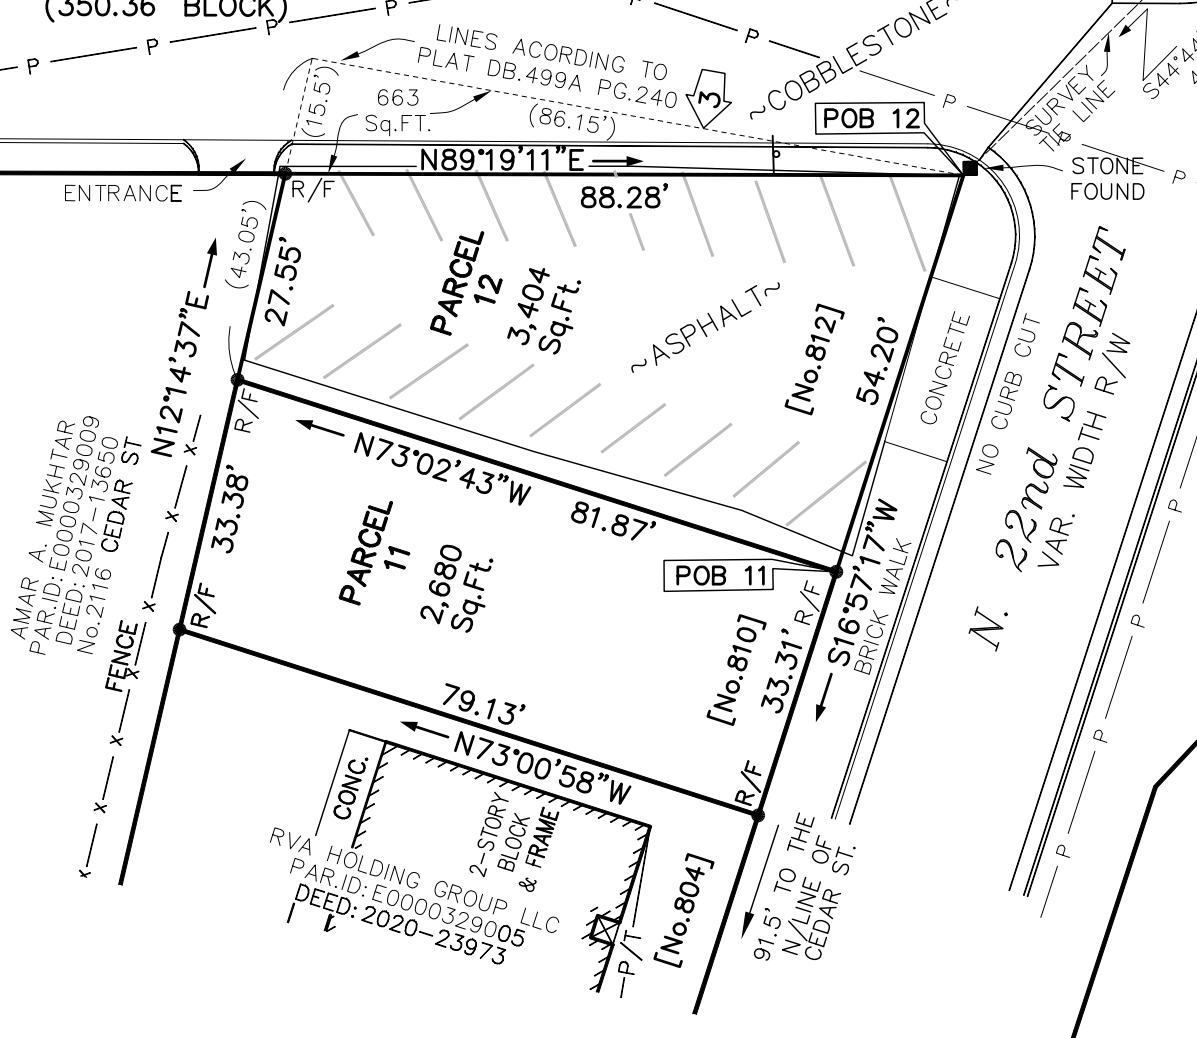 (350.36 BLOCK)
P
P
P
P
P
LINES ACORDING TO
PLAT DB.499A PG.240
3
~COBBLESTONE~
663
Sq.FT.
(15.5')
(86.15')
POB 12
P
SURVEY
TIE LINE
S44°44
P
STONE
FOUND
P
P
N89°19'11"E
88.28'
ENTRANCE
R/F
(43.05')
27.55'
PARCEL
12
3,404
Sq.Ft.
~ASPHALT~
[No.812]
54.20'
CONCRETE
NO CURB CUT
N. 22nd STREET
VAR. WIDTH R/W
N12°14'37"E
R/F
N73°02'43"W
81.87'
AMAR A. MUKHTAR
PAR.ID: E0000329009
DEED: 2017-13650
No.2116 CEDAR ST
x
x
33.38'
PARCEL
11
2,680
Sq.Ft.
POB 11
R/F
S16°57'17"W
BRICK WALK
[No.810]
33.31'
R/F
FENCE
x
x
x
x
x
79.13'
N73°00'58"W
R/F
CONC.
2-STORY
BLOCK
& FRAME
RVA HOLDING GROUP LLC
PAR.ID: E0000329005
DEED: 2020-23973
P/T
[No.804]
91.5' TO THE
N/LINE OF
CEDAR ST.
P
P
P
P